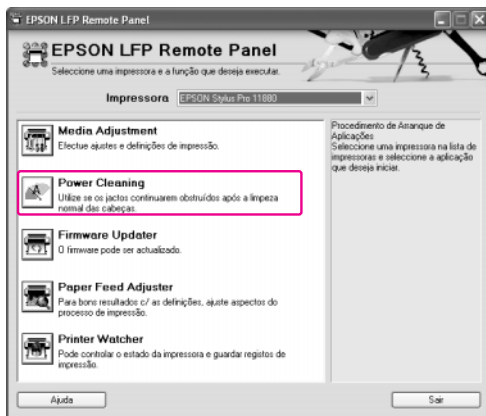 EPSON LFP Remote Panel
EPSON LFP Remote Panel
Seleccione uma impressora e a função que deseja executar.
Impressora EPSON Stylus Pro 11880
Media Adjustment
Efectue ajustes e definições de impressão.
Power Cleaning
Utilize se os jactos continuarem obstruídos após a limpeza
normal das cabeças.
Firmware Updater
O firmware pode ser actualizado.
Paper Feed Adjuster
Para bons resultados c/ as definições, ajuste aspectos do
processo de impressão.
Printer Watcher
Pode controlar o estado da impressora e guardar registos de
impressão.
Procedimento de Arranque de
Aplicações
Seleccione uma impressora na lista de
impressoras e seleccione a aplicação
que deseja iniciar.
Ajuda
Sair